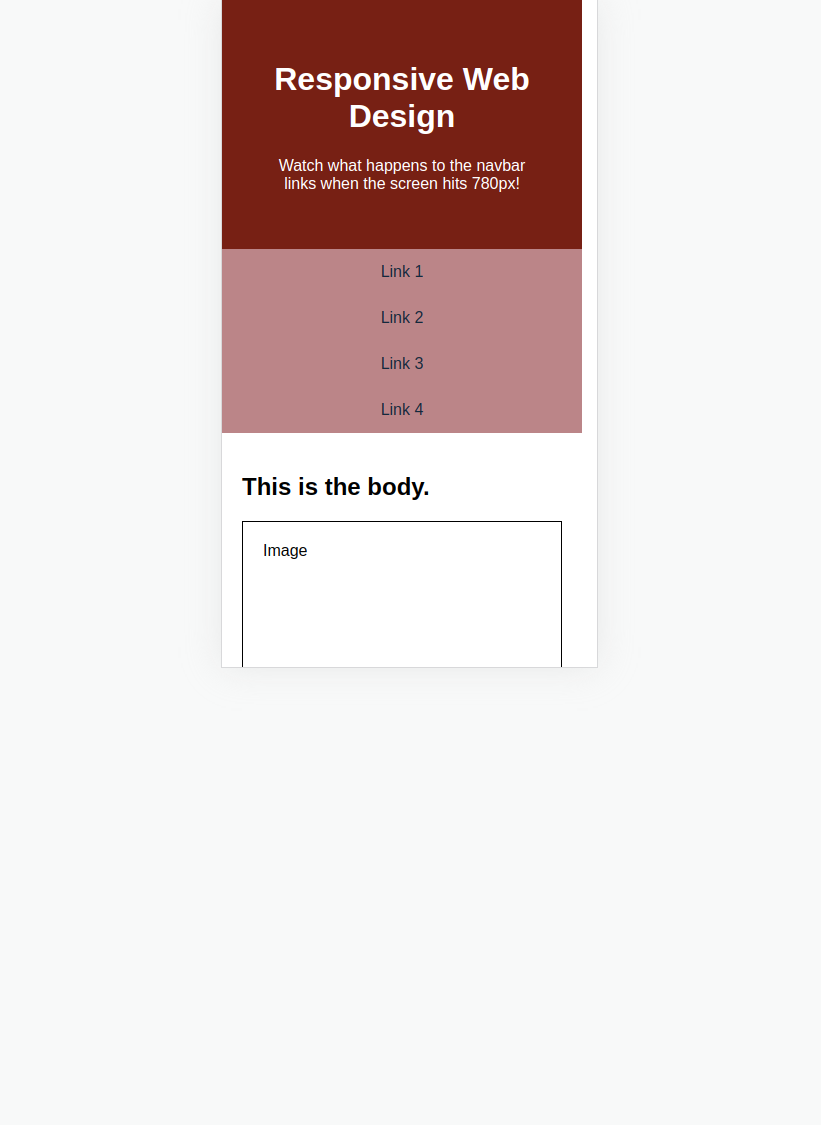 Responsive Web
Design
Watch what happens to the navbar
links when the screen hits 780px!
Link 1
Link 2
Link 3
Link 4
This is the body.
Image